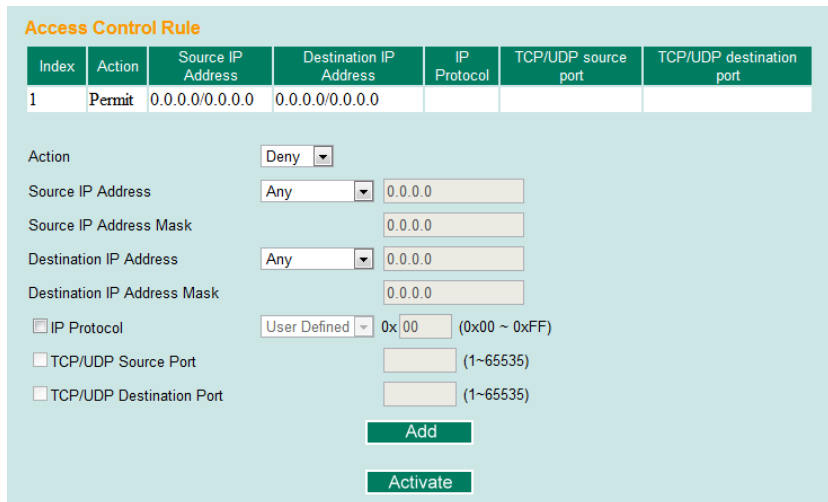 Access Control Rule
Index Action Source IP Address Destination IP Address IP Protocol TCP/UDP source port TCP/UDP destination port
1 Permit 0.0.0.0/0.0.0.0 0.0.0.0/0.0.0.0
Action Deny
Source IP Address Any 0.0.0.0
Source IP Address Mask 0.0.0.0
Destination IP Address Any 0.0.0.0
Destination IP Address Mask 0.0.0.0
IP Protocol User Defined 0x 00 (0x00 ~ 0xFF)
TCP/UDP Source Port (1~65535)
TCP/UDP Destination Port (1~65535)
Add
Activate